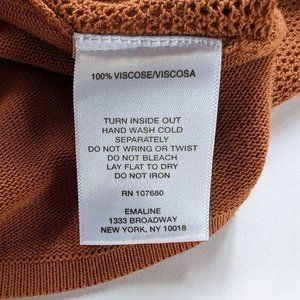 100% VISCOSE/VISCOSA
TURN INSIDE OUT
HAND WASH COLD
SEPARATELY
DO NOT WRING OR TWIST
DO NOT BLEACH
LAY FLAT TO DRY
DO NOT IRON
RN 107680
EMALINE
1333 BROADWAY
NEW YORK, NY 10018